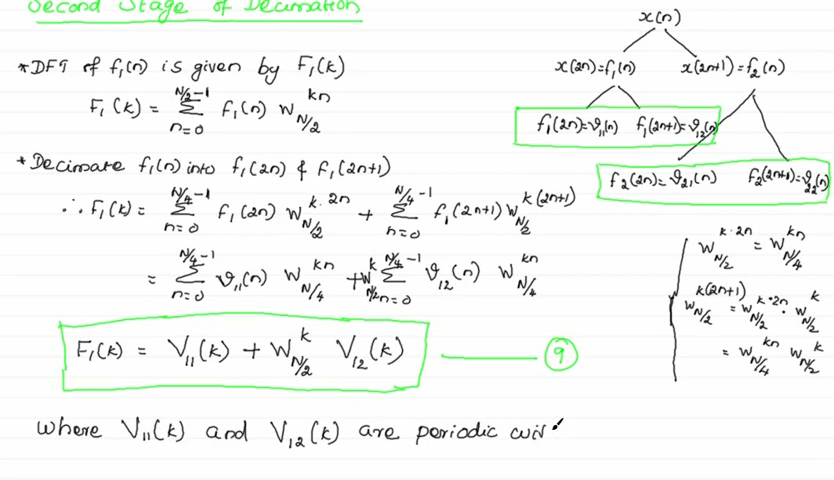 Second Stage of Decimation
*DFT of f₁(n) is given by F₁(k)
F₁(k) = Σ_{n=0}^{N/2-1} f₁(n) W_{N/2}^{kn}
*Decimate f₁(n) into f₁(2n) & f₁(2n+1)
∴ F₁(k) = Σ_{n=0}^{N/4-1} f₁(2n) W_{N/2}^{k·2n} + Σ_{n=0}^{N/4-1} f₁(2n+1) W_{N/2}^{k(2n+1)}
= Σ_{n=0}^{N/4-1} v₁₁(n) W_{N/4}^{kn} + W_{N/2}^{k} Σ_{n=0}^{N/4-1} v₁₂(n) W_{N/4}^{kn}
F₁(k) = V₁₁(k) + W_{N/2}^{k} V₁₂(k) 9
where V₁₁(k) and V₁₂(k) are periodic wit
x(n)
x(2n)=f₁(n) x(2n+1)=f₂(n)
f₁(2n)=v₁₁(n) f₁(2n+1)=v₁₂(n)
f₂(2n)=v₂₁(n) f₂(2n+1)=v₂₂(n)
W_{N/2}^{k·2n} = W_{N/4}^{kn}
W_{N/2}^{k(2n+1)} = W_{N/2}^{k·2n} · W_{N/2}^{k}
= W_{N/4}^{kn} W_{N/2}^{k}